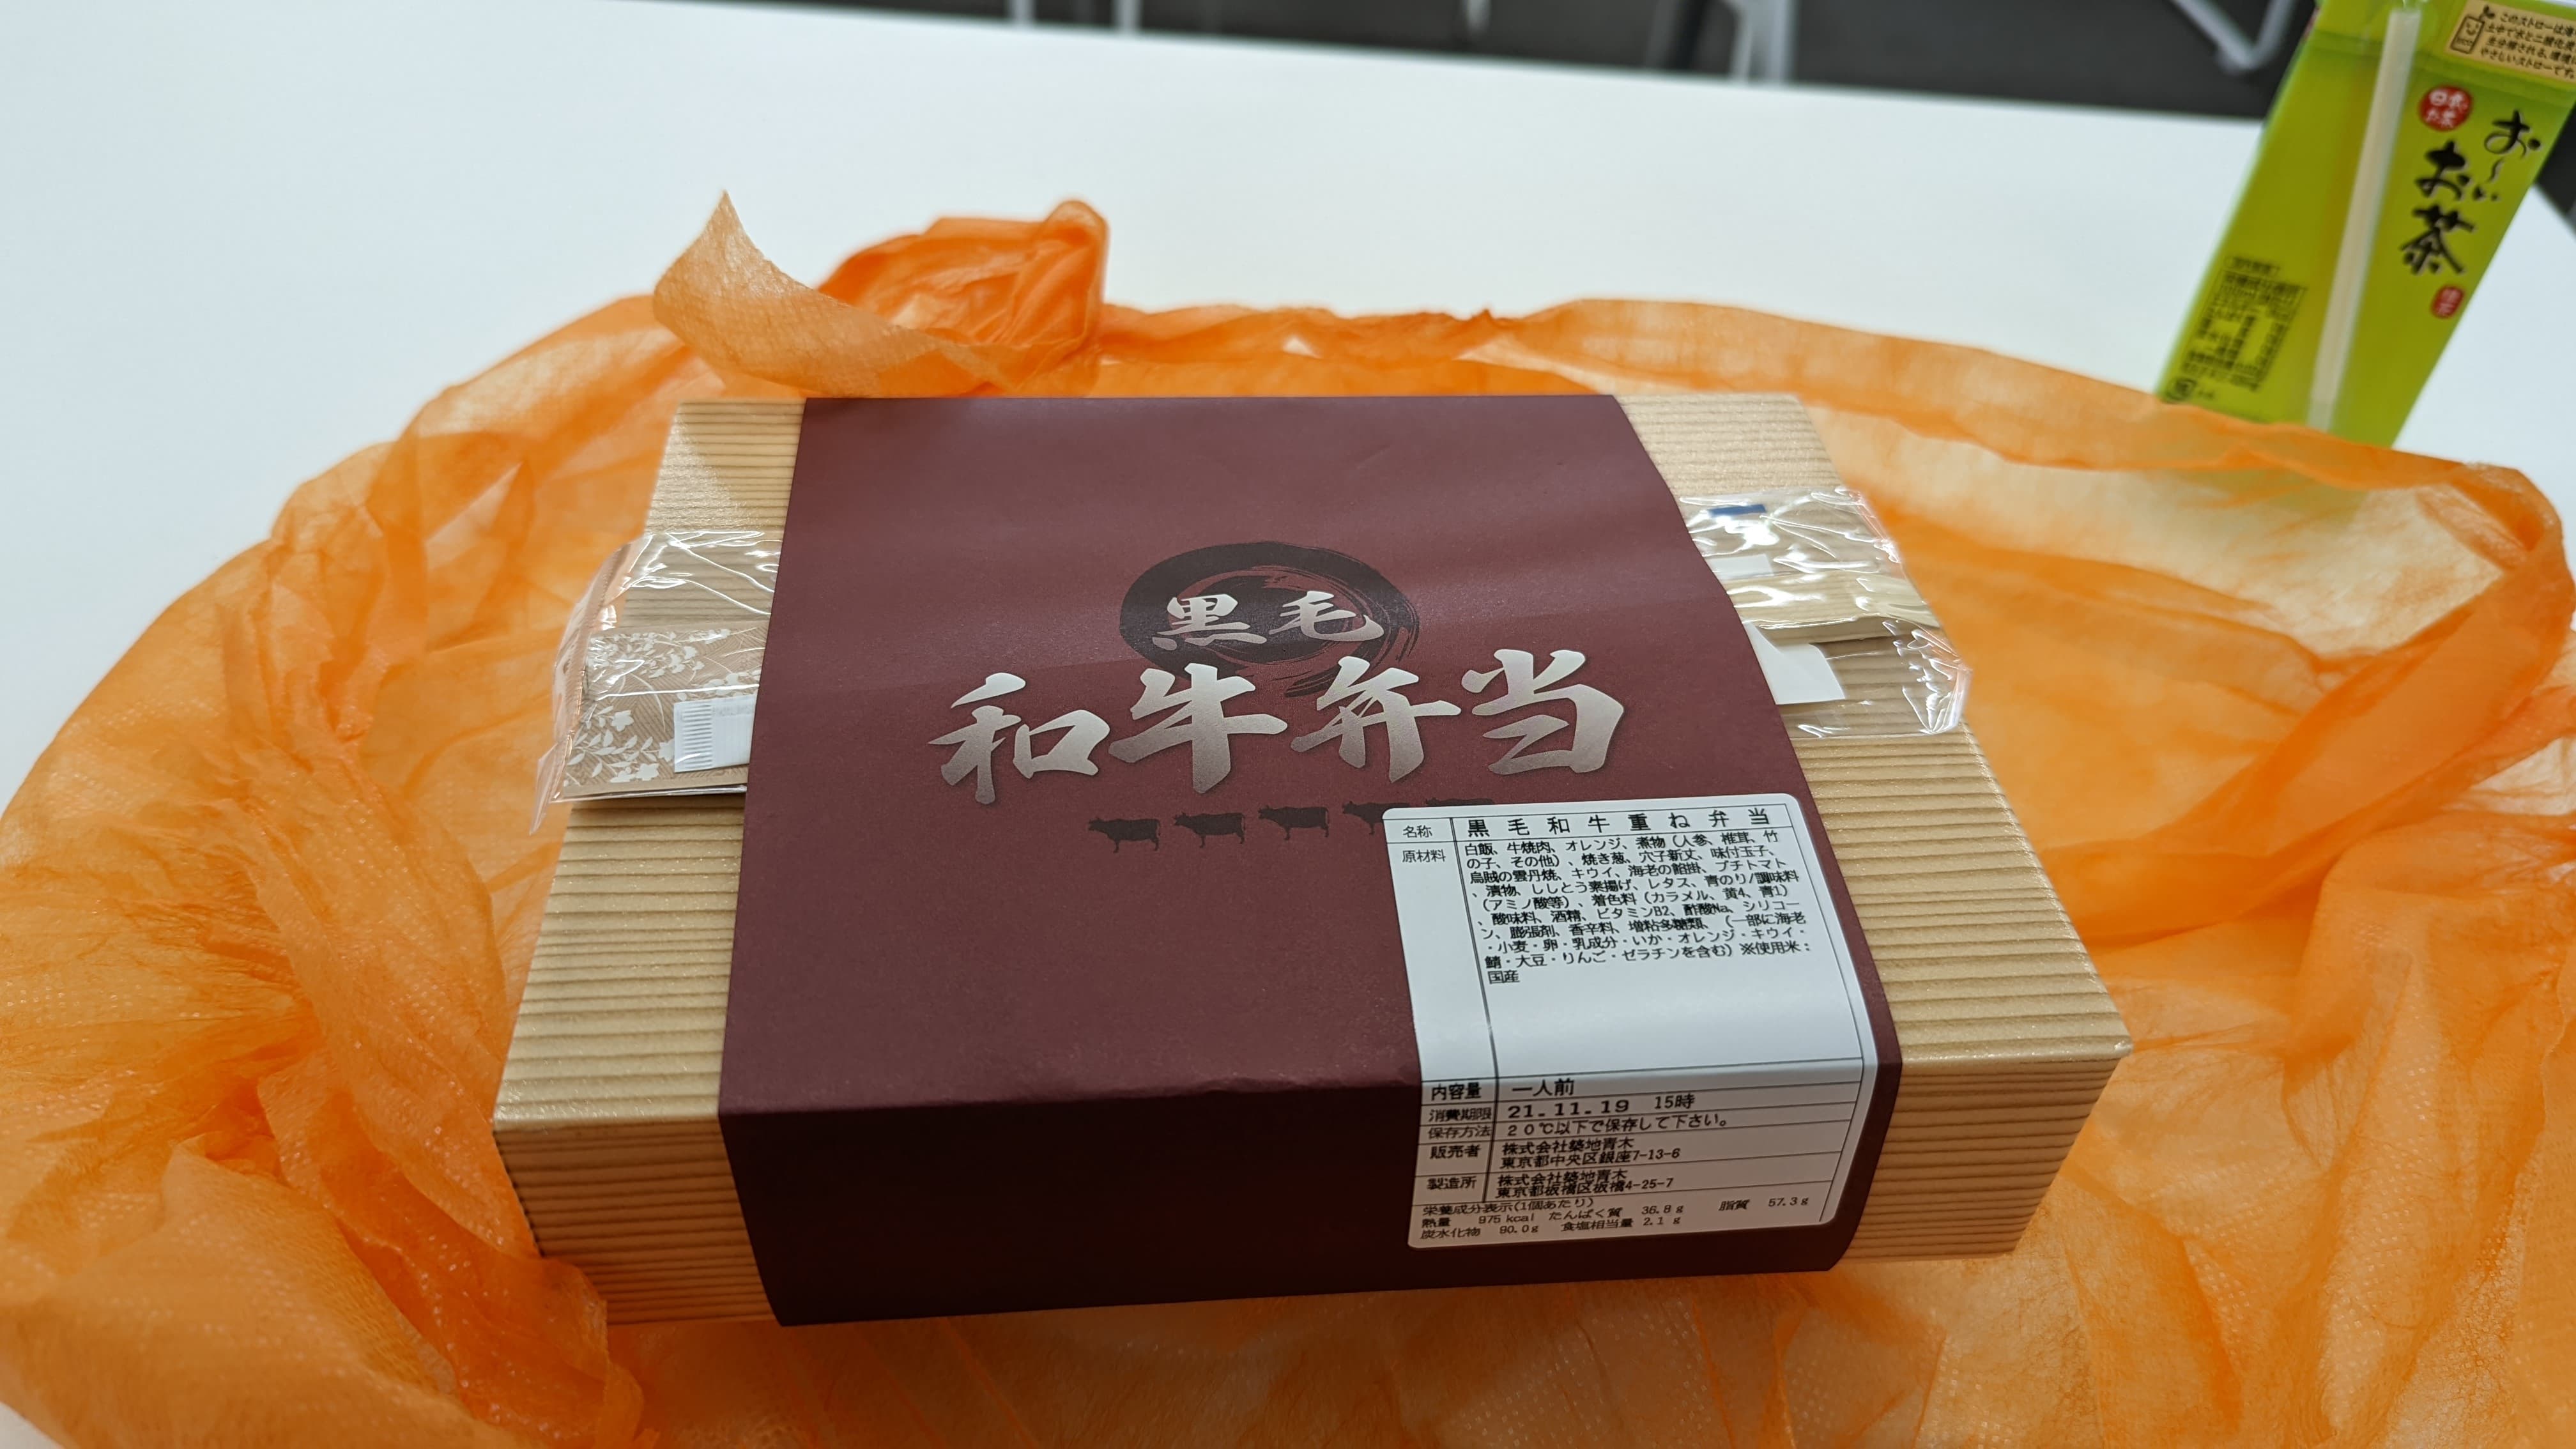 お～い
お茶
黒毛
和牛弁当
名称 黒毛和牛重ね弁当
原材料 白飯、牛焼肉、オレンジ、煮物（人参、椎茸、竹
の子、その他）、焼き葱、穴子新丈、味付玉子、
烏賊の雲丹焼、キウイ、海老の餡掛、プチトマト
、漬物、ししとう素揚げ、レタス、青のり/調味料
（アミノ酸等）、着色料（カラメル、黄4、青1）
、酸味料、酒精、ビタミンB2、酢酸Na、シリコー
ン、膨張剤、香辛料、増粘多糖類、（一部に海老
・小麦・卵・乳成分・いか・オレンジ・キウイ・
鯖・大豆・りんご・ゼラチンを含む）※使用米：
国産
内容量 一人前
消費期限 21.11.19 15時
保存方法 20℃以下で保存して下さい。
販売者 株式会社築地青木
東京都中央区銀座7-13-6
製造所 株式会社築地青木
東京都板橋区板橋4-25-7
栄養成分表示(1個あたり)
熱量 975kcal たんぱく質 36.8g 脂質 57.3g
炭水化物 90.0g 食塩相当量 2.1g